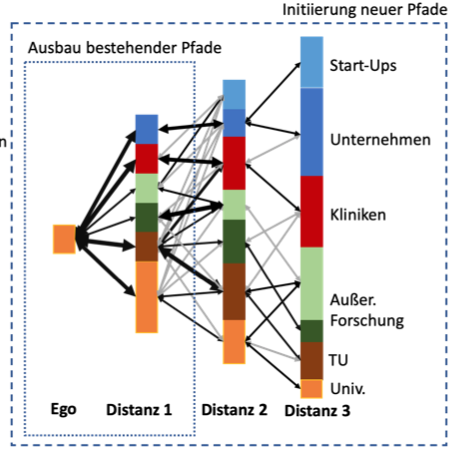 Initiierung neuer Pfade
Ausbau bestehender Pfade
Start-Ups
n
Unternehmen
Kliniken
Außer.
Forschung
TU
Univ.
Ego Distanz 1 Distanz 2 Distanz 3